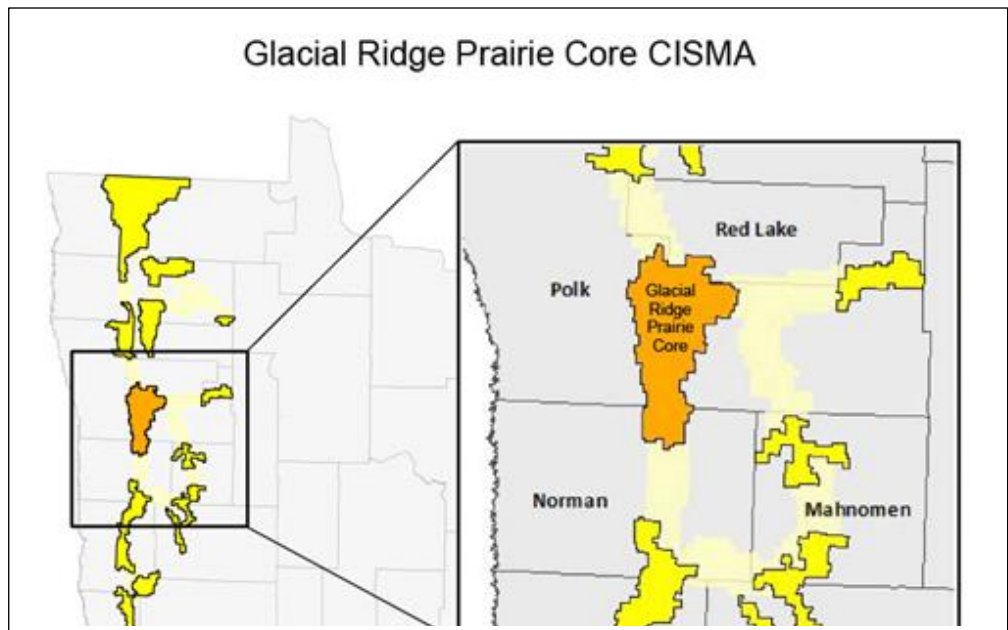 Glacial Ridge Prairie Core CISMA
Red Lake
Polk
Glacial
Ridge
Prairie
Core
Norman
Mahnomen